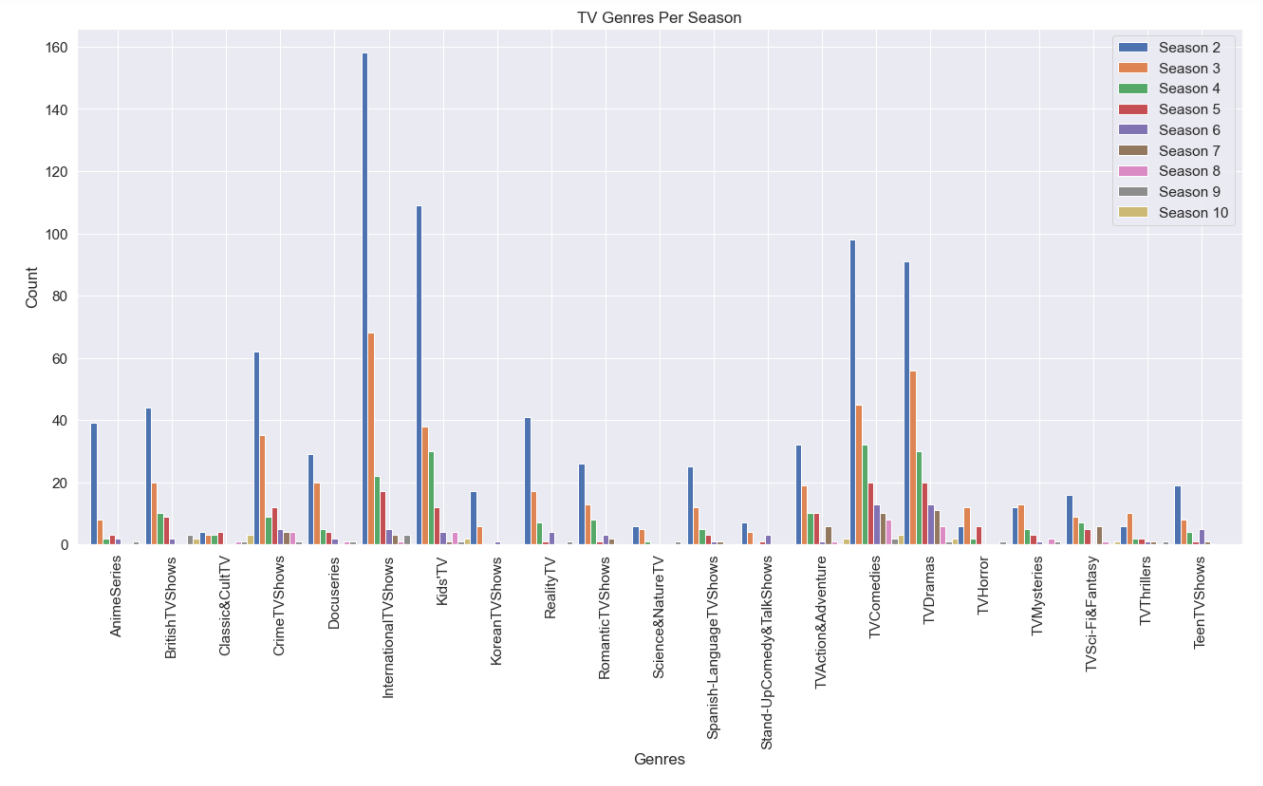 TV Genres Per Season
160
140
120
100
80
60
40
20
0
Count
Season 2
Season 3
Season 4
Season 5
Season 6
Season 7
Season 8
Season 9
Season 10
AnimeSeries
BritishTVShows
Classic&CultTV
CrimeTVShows
Docuseries
InternationalTVShows
Kids'TV
KoreanTVShows
RealityTV
RomanticTVShows
Science&NatureTV
Spanish-LanguageTVShows
Stand-UpComedy&TalkShows
TVAction&Adventure
TVComedies
TVDramas
TVHorror
TVMysteries
TVSci-Fi&Fantasy
TVThrillers
TeenTVShows
Genres